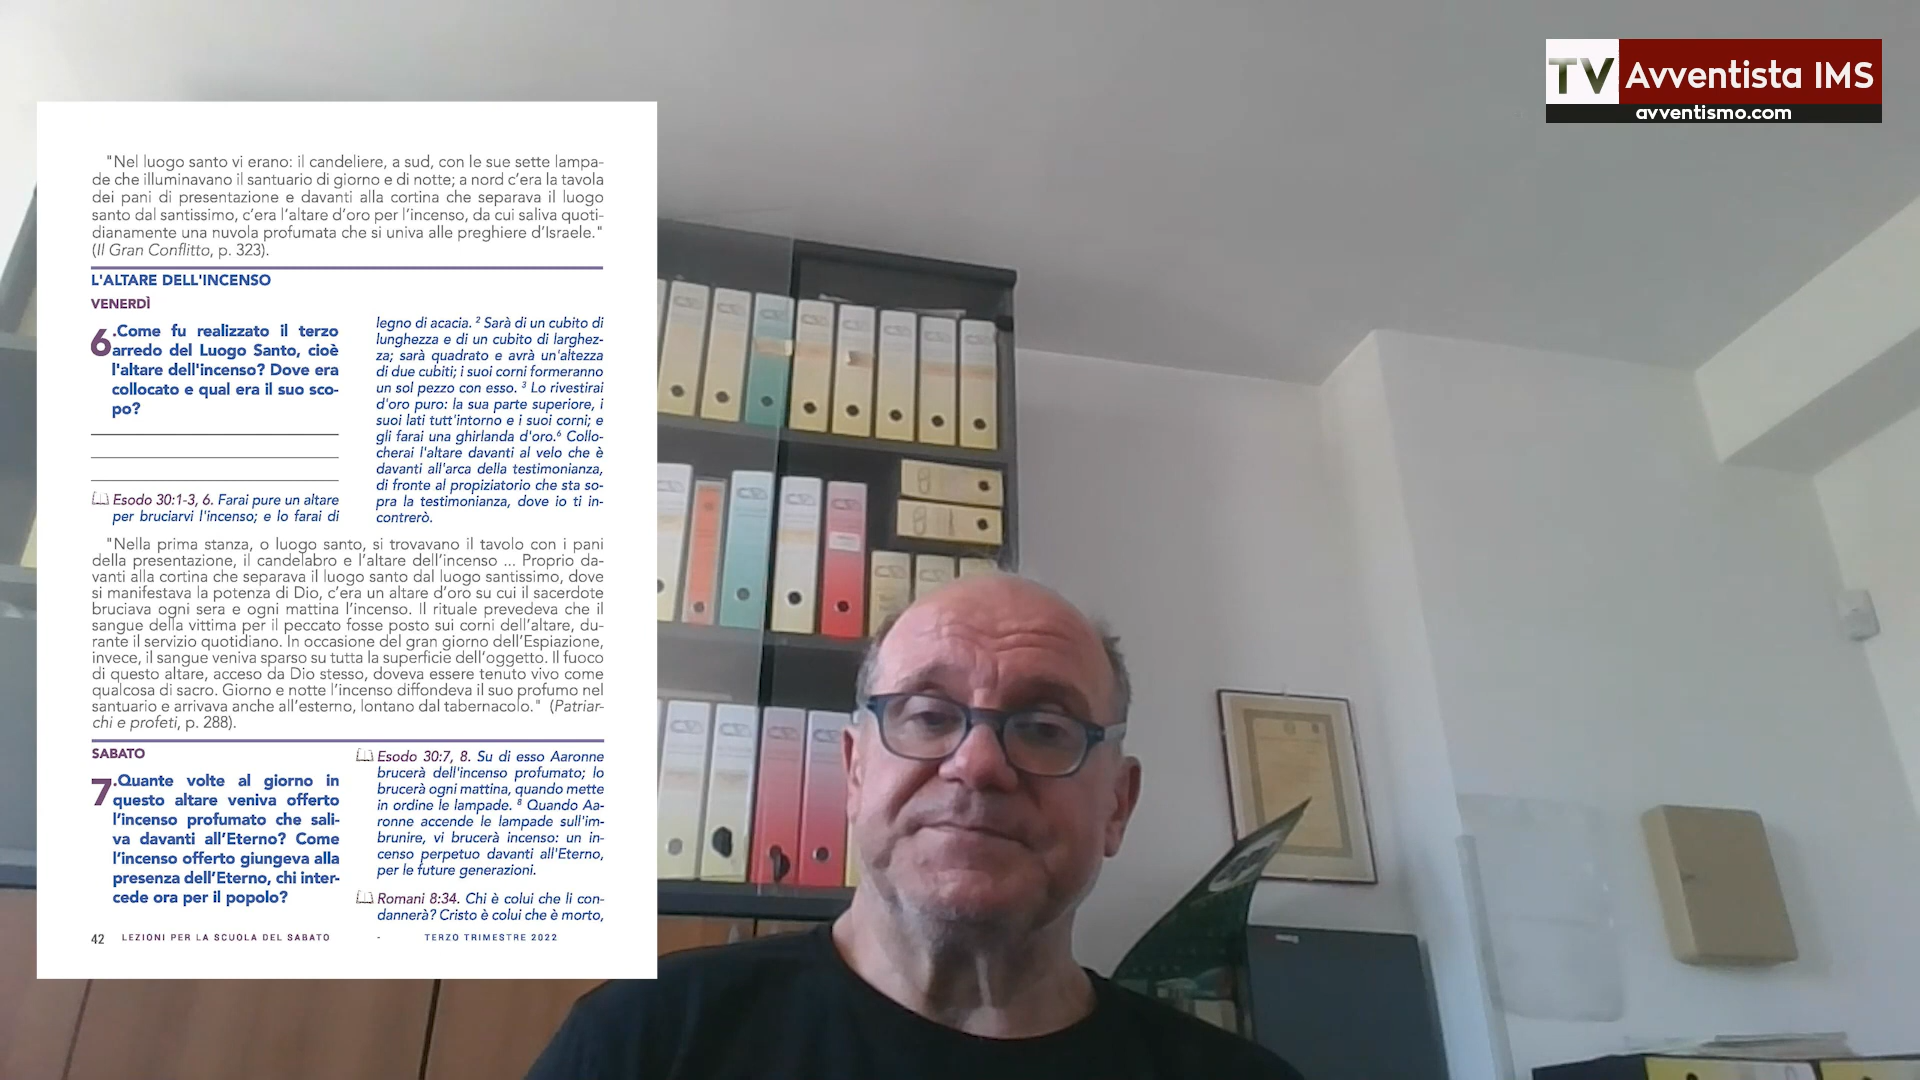 "Nel luogo santo vi erano: il candeliere, a sud, con le sue sette lampa-
de che illuminavano il santuario di giorno e di notte; a nord c'era la tavola
dei pani di presentazione e davanti alla cortina che separava il luogo
santo dal santissimo, c'era l'altare d'oro per l'incenso, da cui saliva quoti-
dianamente una nuvola profumata che si univa alle preghiere d'Israele."
(Il Gran Conflitto, p. 323).
L'ALTARE DELL'INCENSO
VENERDÌ
6.Come fu realizzato il terzo
arredo del Luogo Santo, cioè
l'altare dell'incenso? Dove era
collocato e qual era il suo sco-
po?
Esodo 30:1-3, 6. Farai pure un altare
per bruciarvi l'incenso; e lo farai di
legno di acacia. 2 Sarà di un cubito di
lunghezza e di un cubito di larghez-
za; sarà quadrato e avrà un'altezza
di due cubiti; i suoi corni formeranno
un sol pezzo con esso. 3 Lo rivestirai
d'oro puro: la sua parte superiore, i
suoi lati tutt'intorno e i suoi corni; e
gli farai una ghirlanda d'oro.6 Collo-
cherai l'altare davanti al velo che è
davanti all'arca della testimonianza,
di fronte al propiziatorio che sta so-
pra la testimonianza, dove io ti in-
contrerò.
"Nella prima stanza, o luogo santo, si trovavano il tavolo con i pani
della presentazione, il candelabro e l'altare dell'incenso ... Proprio da-
vanti alla cortina che separava il luogo santo dal luogo santissimo, dove
si manifestava la potenza di Dio, c'era un altare d'oro su cui il sacerdote
bruciava ogni sera e ogni mattina l'incenso. Il rituale prevedeva che il
sangue della vittima per il peccato fosse posto sui corni dell'altare, du-
rante il servizio quotidiano. In occasione del gran giorno dell'Espiazione,
invece, il sangue veniva sparso su tutta la superficie dell'oggetto. Il fuoco
di questo altare, acceso da Dio stesso, doveva essere tenuto vivo come
qualcosa di sacro. Giorno e notte l'incenso diffondeva il suo profumo nel
santuario e arrivava anche all'esterno, lontano dal tabernacolo." (Patriar-
chi e profeti, p. 288).
SABATO
7.Quante volte al giorno in
questo altare veniva offerto
l'incenso profumato che sali-
va davanti all'Eterno? Come
l'incenso offerto giungeva alla
presenza dell'Eterno, chi inter-
cede ora per il popolo?
Esodo 30:7, 8. Su di esso Aaronne
brucerà dell'incenso profumato; lo
brucerà ogni mattina, quando mette
in ordine le lampade. 8 Quando Aa-
ronne accende le lampade sull'im-
brunire, vi brucerà incenso: un in-
censo perpetuo davanti all'Eterno,
per le future generazioni.
Romani 8:34. Chi è colui che li con-
dannerà? Cristo è colui che è morto,
42 LEZIONI PER LA SCUOLA DEL SABATO - TERZO TRIMESTRE 2022
TV Avventista IMS
avventismo.com